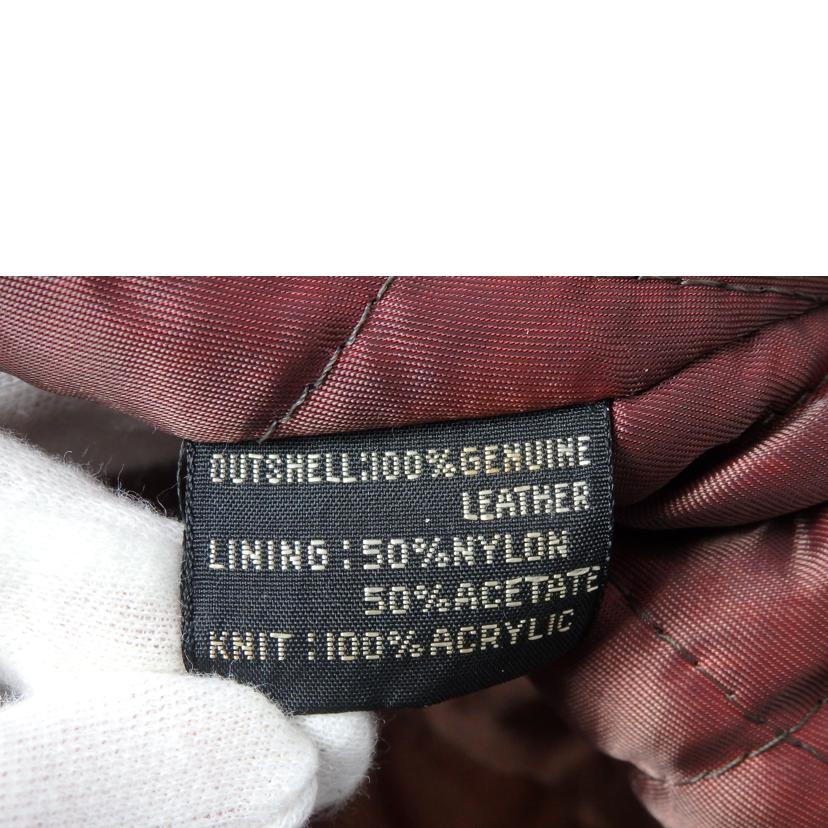 OUTSHELL:100%GENUINE
LEATHER
LINING:50%NYLON
50%ACETATE
KNIT:100%ACRYLIC